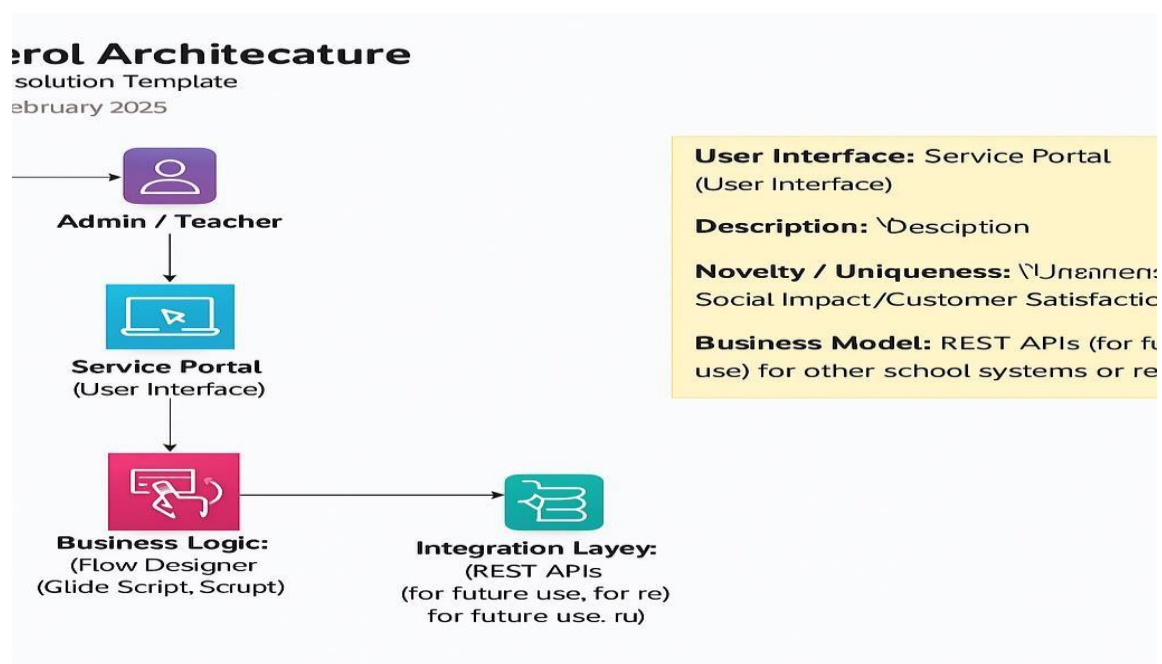 erol Architecature
solution Template
ebruary 2025
Admin / Teacher
Service Portal
(User Interface)
Business Logic:
(Flow Designer
(Glide Script, Scrupt)
Integration Layey:
(REST APIs
(for future use, for re)
for future use. ru)
User Interface: Service Portal
(User Interface)
Description: \Desciption
Novelty / Uniqueness:
Social Impact/Customer Satisfactio
Business Model: REST APIs (for fu
use) for other school systems or re